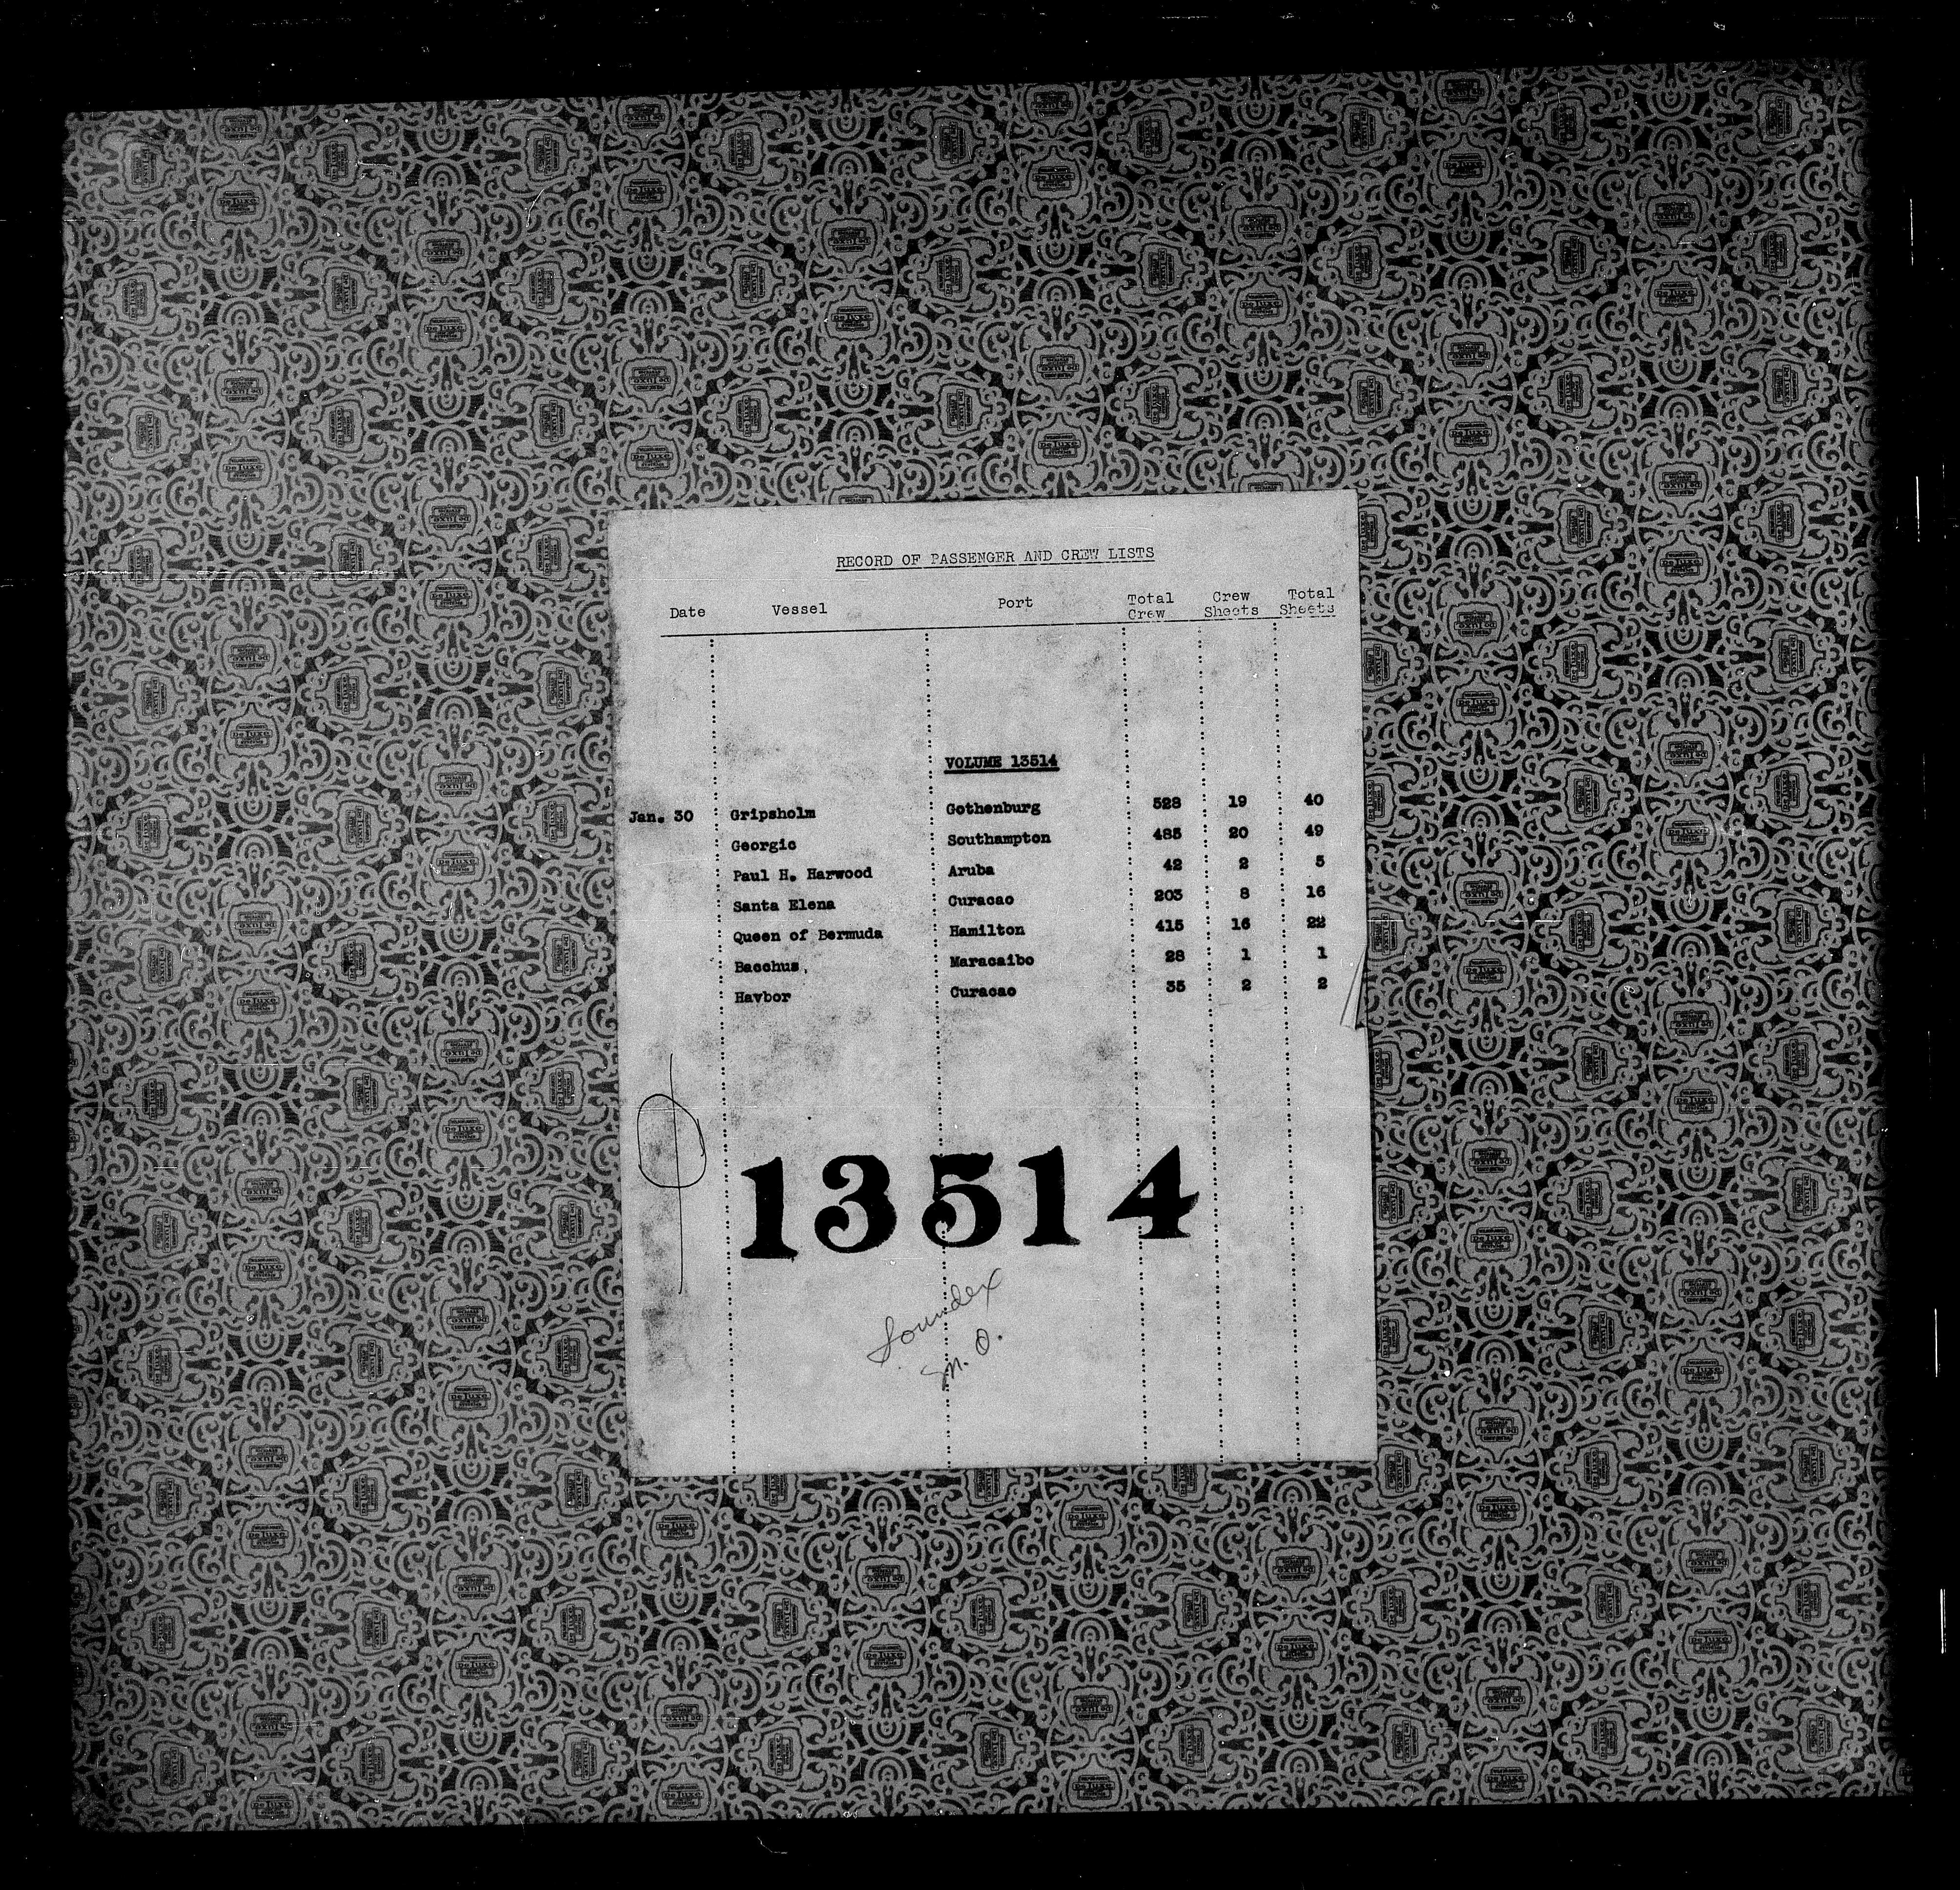 RECORD OF PASSENGER AND CREW LISTS
Date Vessel Port Total Crew Crew Sheets Total Sheets
VOLUME 13514
Jan. 30 Gripsholm Gothenburg 528 19 40
Georgic Southampton 485 20 49
Paul H. Harwood Aruba 42 2 5
Santa Elena Curacao 203 8 16
Queen of Bermuda Hamilton 415 16 22
Bacchus, Maracaibo 28 1 1
Havbor Curacao 35 2 2
13514
Soundex